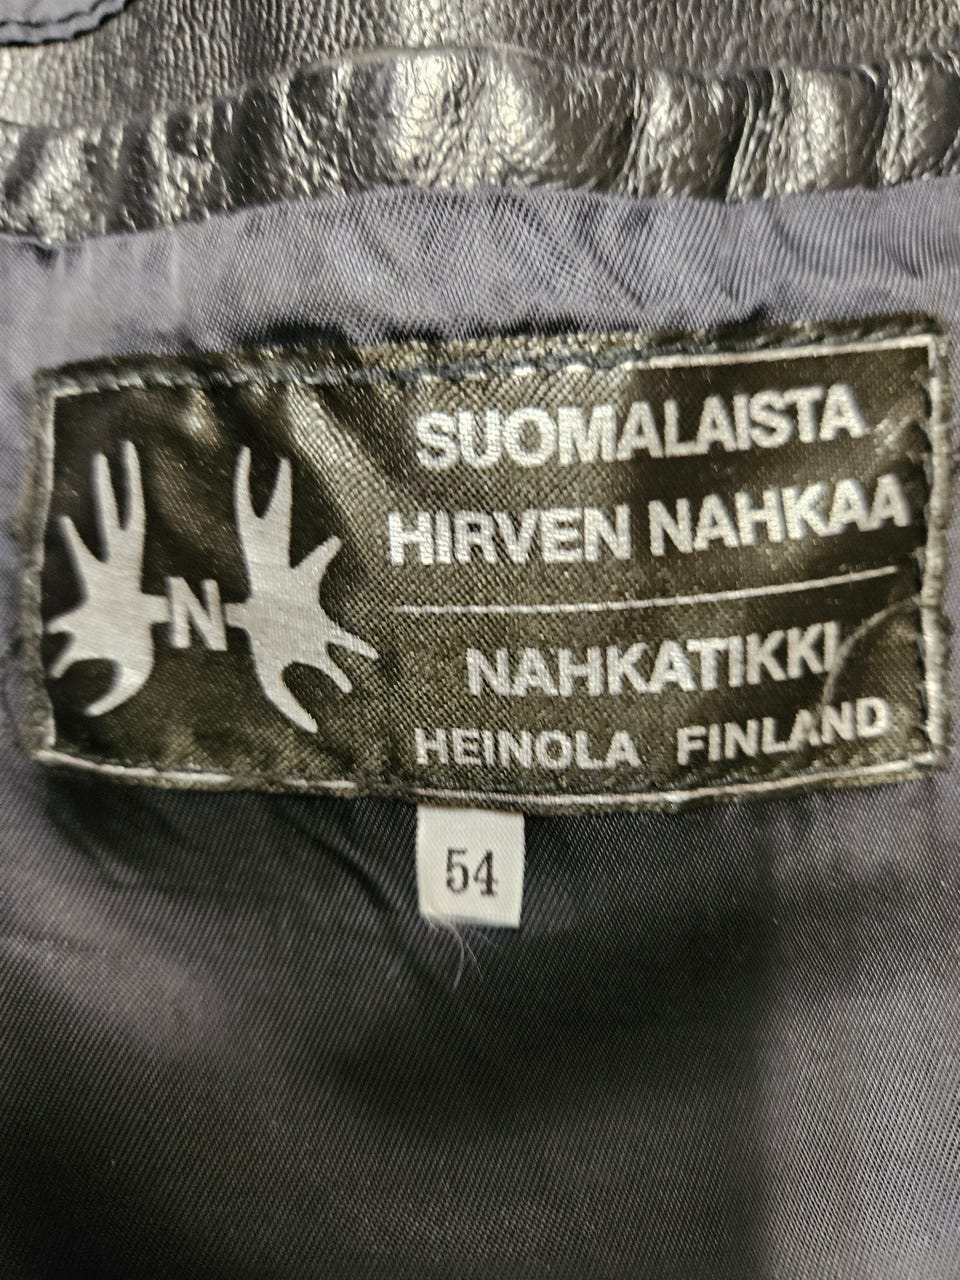 N
SUOMALAISTA
HIRVEN NAHKAA
NAHKATIKKI
HEINOLA FINLAND
54